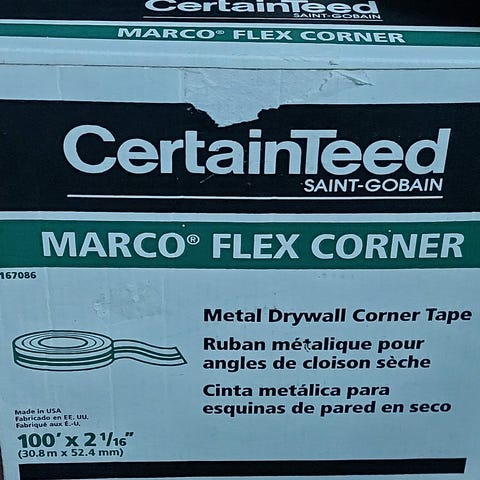 CertainTeed
SAINT-GOBAIN
MARCO® FLEX CORNER
CertainTeed
SAINT-GOBAIN
MARCO® FLEX CORNER
167086
Metal Drywall Corner Tape
Ruban métalique pour
angles de cloison sèche
Cinta metálica para
esquinas de pared en seco
Made in USA
Fabricado en EE. UU.
Fabriqué aux É.-U.
100' x 2 1/16"
(30.8 m x 52.4 mm)